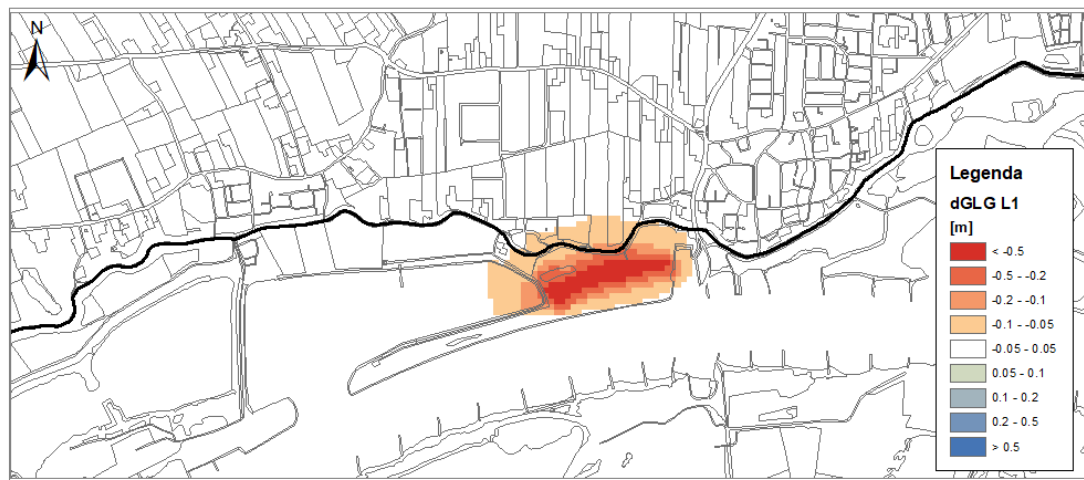 N
Legenda
dGLG L1
[m]
< -0.5
-0.5 - -0.2
-0.2 - -0.1
-0.1 - -0.05
-0.05 - 0.05
0.05 - 0.1
0.1 - 0.2
0.2 - 0.5
> 0.5